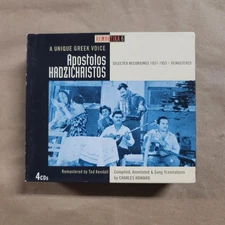 A UNIQUE GREEK VOICE
Apostolos
HADZICHRISTOS
SELECTED RECORDINGS 1937-1953 - REMASTERED
Remastered by Ted Kendall
Compiled, Annotated & Song Translations
by CHARLES HOWARD
4CDs